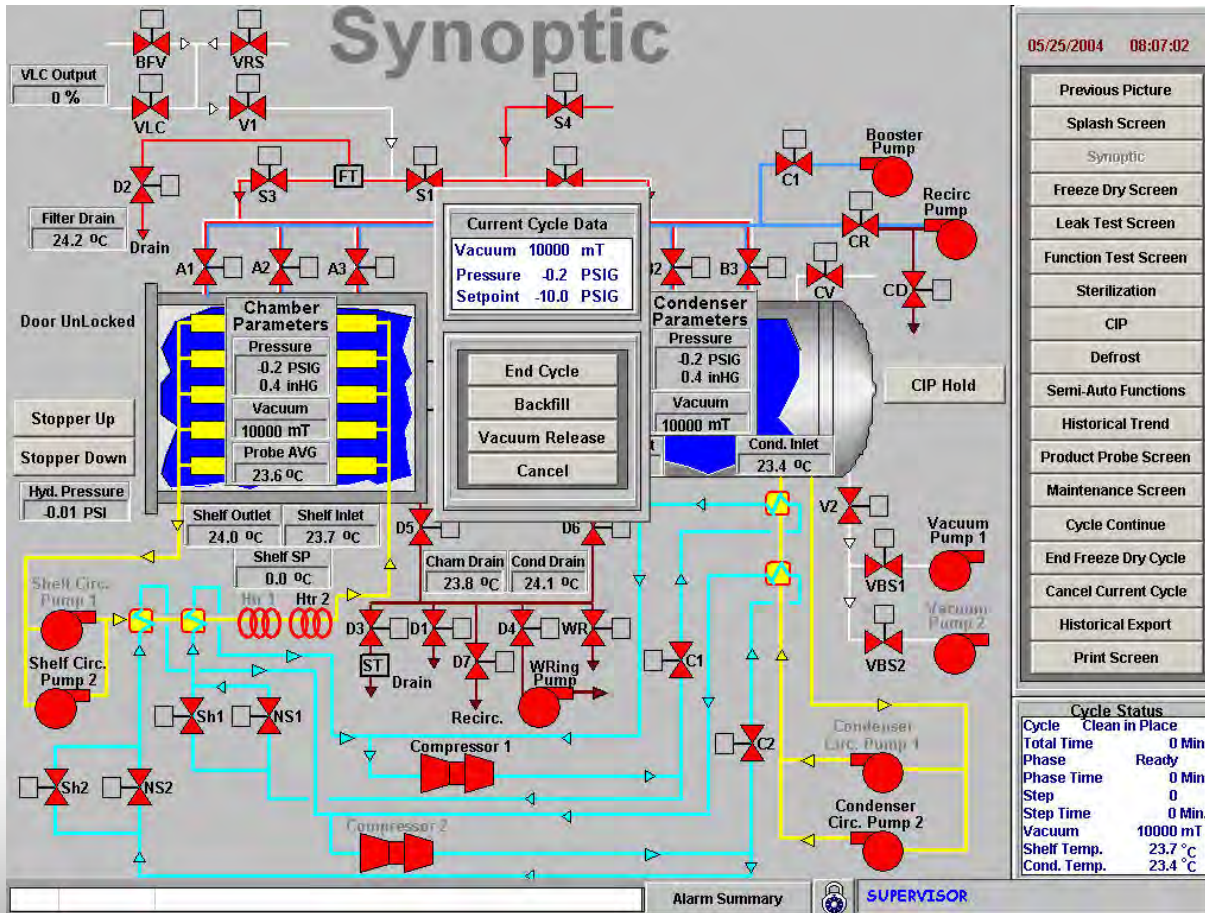 Synoptic
BFV
VRS
VLC Output
0 %
VLC
V1
S4
D2
S3
FT
S1
C1
Booster
Pump
Recirc
Pump
CR
Filter Drain
24.2 ºC
Drain
A1
A2
A3
B2
B3
CV
CD
Current Cycle Data
Vacuum 10000 mT
Pressure -0.2 PSIG
Setpoint -10.0 PSIG
Door UnLocked
Chamber
Parameters
Pressure
-0.2 PSIG
0.4 inHG
Vacuum
10000 mT
Probe AVG
23.6 ºC
Condenser
Parameters
Pressure
-0.2 PSIG
0.4 inHG
Vacuum
10000 mT
Cond. Inlet
23.4 ºC
End Cycle
Backfill
Vacuum Release
Cancel
CIP Hold
Stopper Up
Stopper Down
Hyd. Pressure
-0.01 PSI
Shelf Outlet
24.0 ºC
Shelf Inlet
23.7 ºC
Shelf SP
0.0 ºC
D5
D6
Cham Drain
23.8 ºC
Cond Drain
24.1 ºC
V2
Vacuum
Pump 1
VBS1
Vacuum
Pump 2
VBS2
Shelf Circ.
Pump 1
Shelf Circ.
Pump 2
Htr 1
Htr 2
D3
D1
D4
WR
ST
Drain
D7
Recirc.
WRing
Pump
C1
Sh1
NS1
Sh2
NS2
Compressor 1
Compressor 2
C2
Condenser
Circ. Pump 1
Condenser
Circ. Pump 2
05/25/2004 08:07:02
Previous Picture
Splash Screen
Synoptic
Freeze Dry Screen
Leak Test Screen
Function Test Screen
Sterilization
CIP
Defrost
Semi-Auto Functions
Historical Trend
Product Probe Screen
Maintenance Screen
Cycle Continue
End Freeze Dry Cycle
Cancel Current Cycle
Historical Export
Print Screen
Cycle Status
Cycle Clean in Place
Total Time 0 Min
Phase Ready
Phase Time 0 Min
Step 0
Step Time 0 Min.
Vacuum 10000 mT
Shelf Temp. 23.7 °C
Cond. Temp. 23.4 °C
Alarm Summary
SUPERVISOR